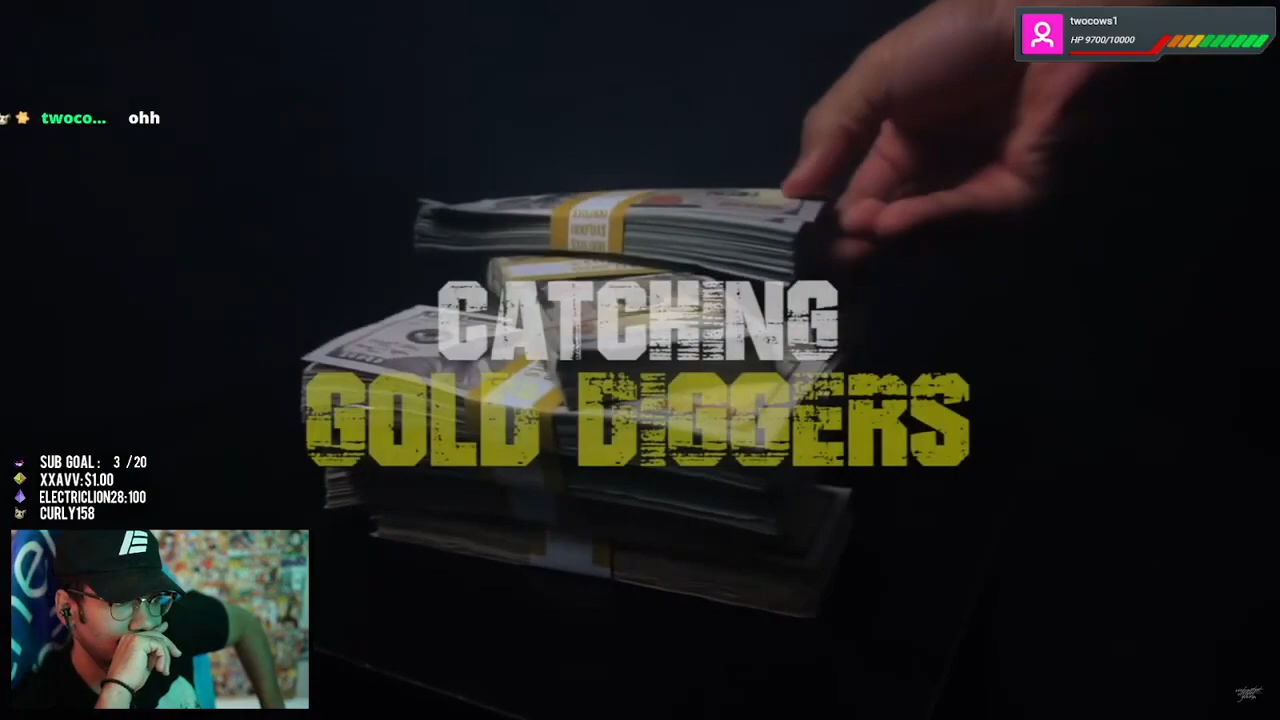 twocows1
HP 9700/10000
twoco... ohh
CATCHING
GOLD DIGGERS
SUB GOAL: 3 /20
XXAVV:$1.00
ELECTRICLION28:100
CURLY158